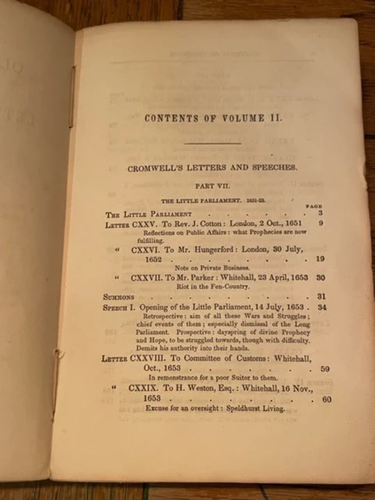 CONTENTS OF VOLUME II.
CROMWELL'S LETTERS AND SPEECHES.
PART VII.
THE LITTLE PARLIAMENT. 1651-53.
PAGE
THE LITTLE PARLIAMENT . . . . . . . 3
LETTER CXXV. To Rev. J. Cotton: London, 2 Oct., 1651 9
Reflections on Public Affairs: what Prophecies are now
fulfilling.
" CXXVI. To Mr. Hungerford: London, 30 July,
1652 . . . . . . . . 19
Note on Private Business.
" CXXVII. To Mr. Parker: Whitehall, 23 April, 1653 30
Riot in the Fen-Country.
SUMMONS . . . . . . . . . 31
SPEECH I. Opening of the Little Parliament, 14 July, 1653 . 34
Retrospective: aim of all these Wars and Struggles;
chief events of them; especially dismissal of the Long
Parliament. Prospective: dayspring of divine Prophecy
and Hope, to be struggled towards, though with difficulty.
Demits his authority into their hands.
LETTER CXXVIII. To Committee of Customs: Whitehall,
Oct., 1653 . . . . . . . 59
In remonstrance for a poor Suitor to them.
" CXXIX. To H. Weston, Esq.: Whitehall, 16 Nov.,
1653 . . . . . . . . 60
Excuse for an oversight: Speldhurst Living.